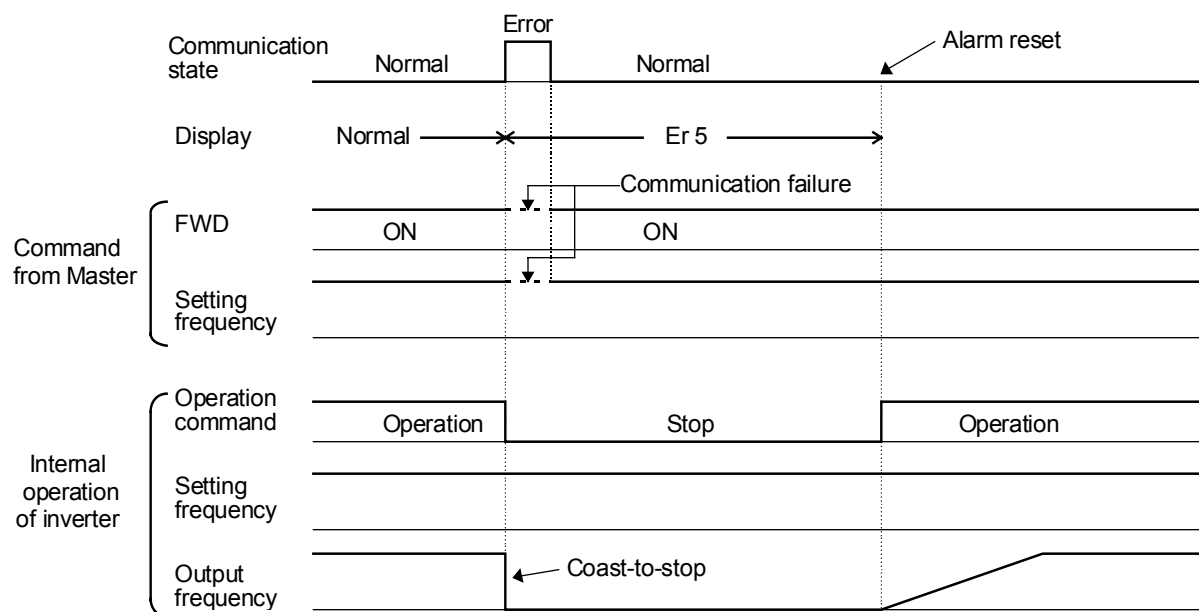 Error
Communication
state
Normal
Normal
Alarm reset
Display
Normal
Er 5
Communication failure
Command
from Master
FWD
ON
ON
Setting
frequency
Internal
operation
of inverter
Operation
command
Operation
Stop
Operation
Setting
frequency
Output
frequency
Coast-to-stop